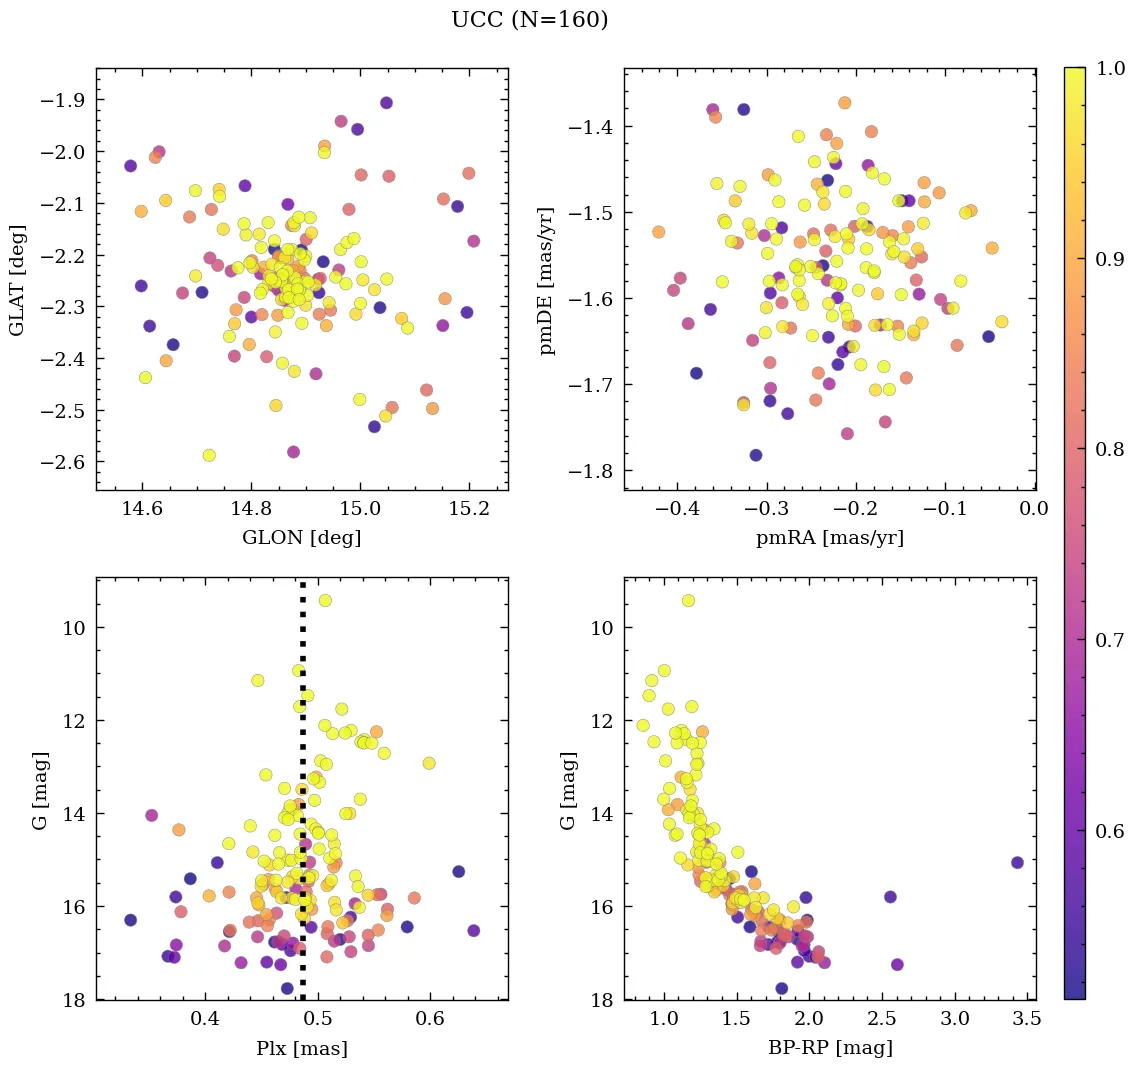 UCC (N=160)
−1.9
−2.0
−2.1
−2.2
−2.3
−2.4
−2.5
−2.6
GLAT [deg]
14.6 14.8 15.0 15.2
GLON [deg]
−1.4
−1.5
−1.6
−1.7
−1.8
pmDE [mas/yr]
−0.4 −0.3 −0.2 −0.1 0.0
pmRA [mas/yr]
10
12
14
16
18
G [mag]
0.4 0.5 0.6
Plx [mas]
10
12
14
16
18
G [mag]
1.0 1.5 2.0 2.5 3.0 3.5
BP-RP [mag]
1.0
0.9
0.8
0.7
0.6